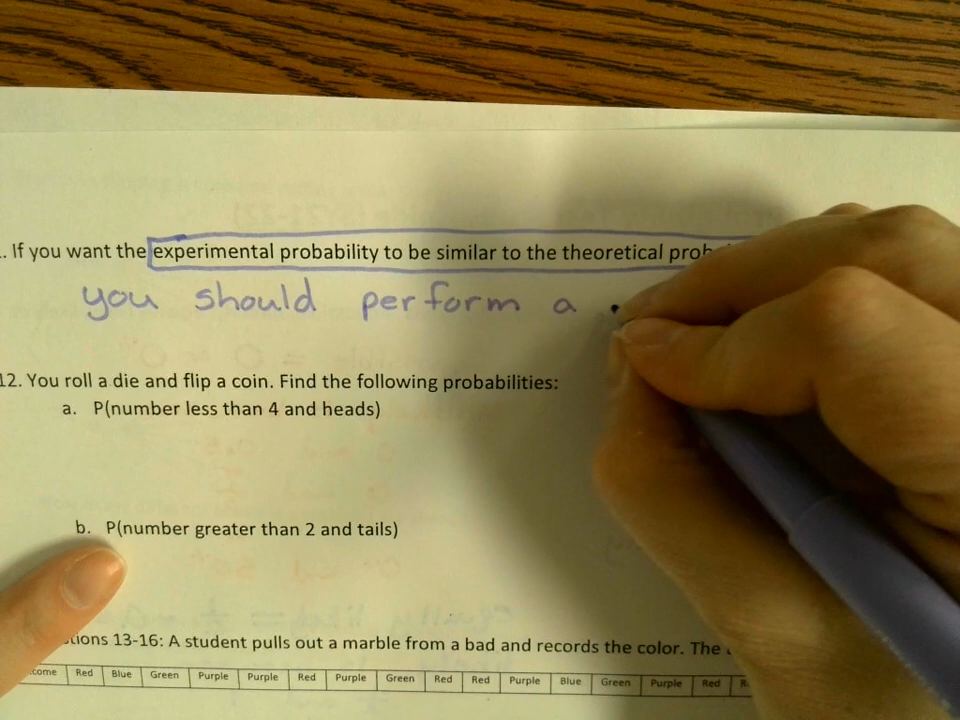 . If you want the experimental probability to be similar to the theoretical
you should perform a
12. You roll a die and flip a coin. Find the following probabilities:
a. P(number less than 4 and heads)
b. P(number greater than 2 and tails)
13-16: A student pulls out a marble from a bad and records the color. The
Red Blue Green Purple Purple Red Purple Green Red Red Purple Blue Green Purple Red